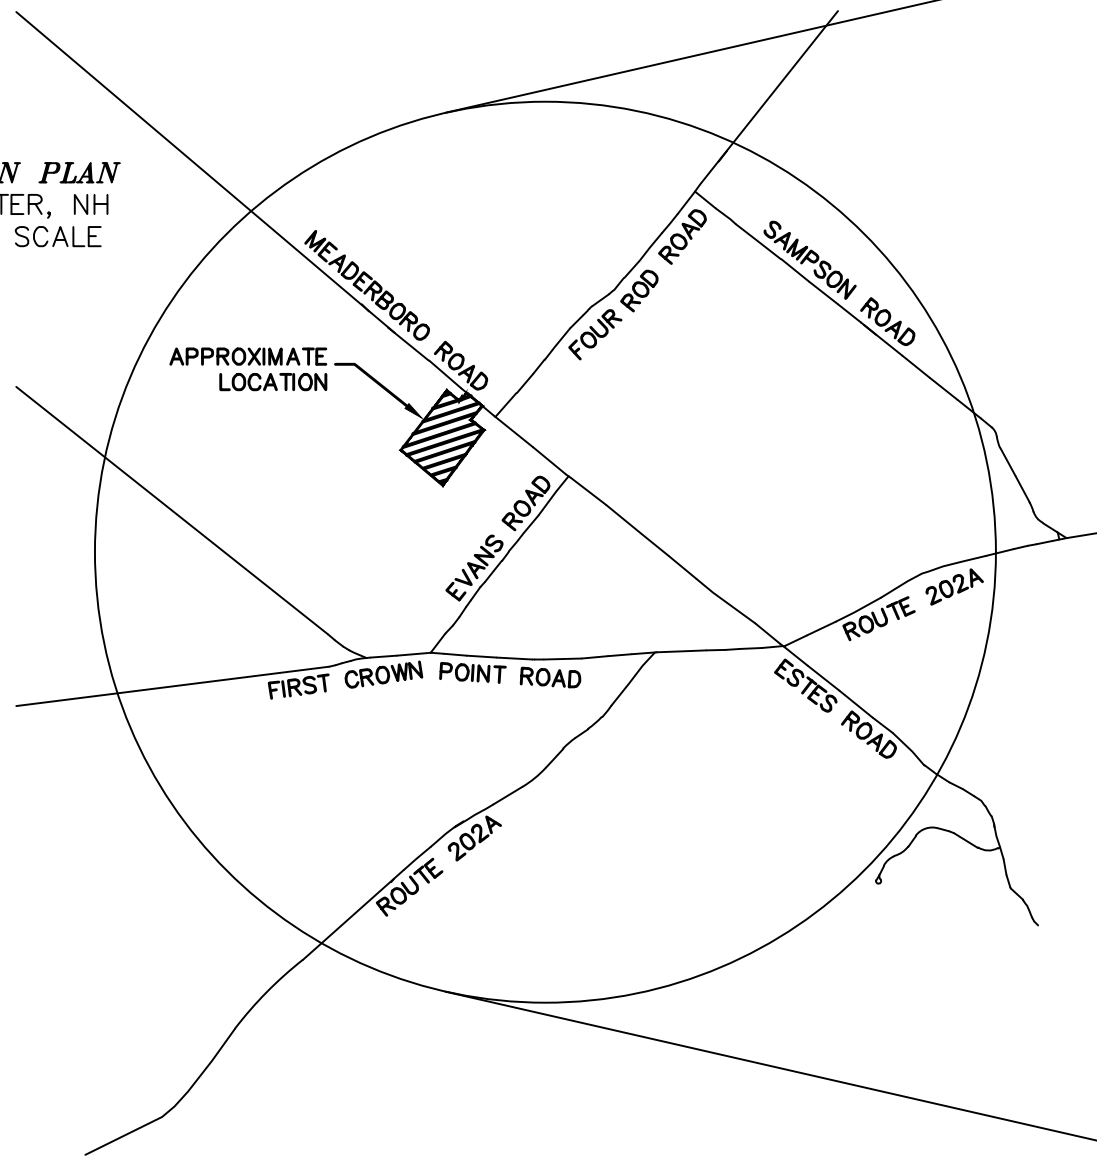 N PLAN
TER, NH
SCALE
MEADERBORO ROAD
FOUR ROD ROAD
SAMPSON ROAD
APPROXIMATE
LOCATION
EVANS ROAD
ROUTE 202A
FIRST CROWN POINT ROAD
ESTES ROAD
ROUTE 202A